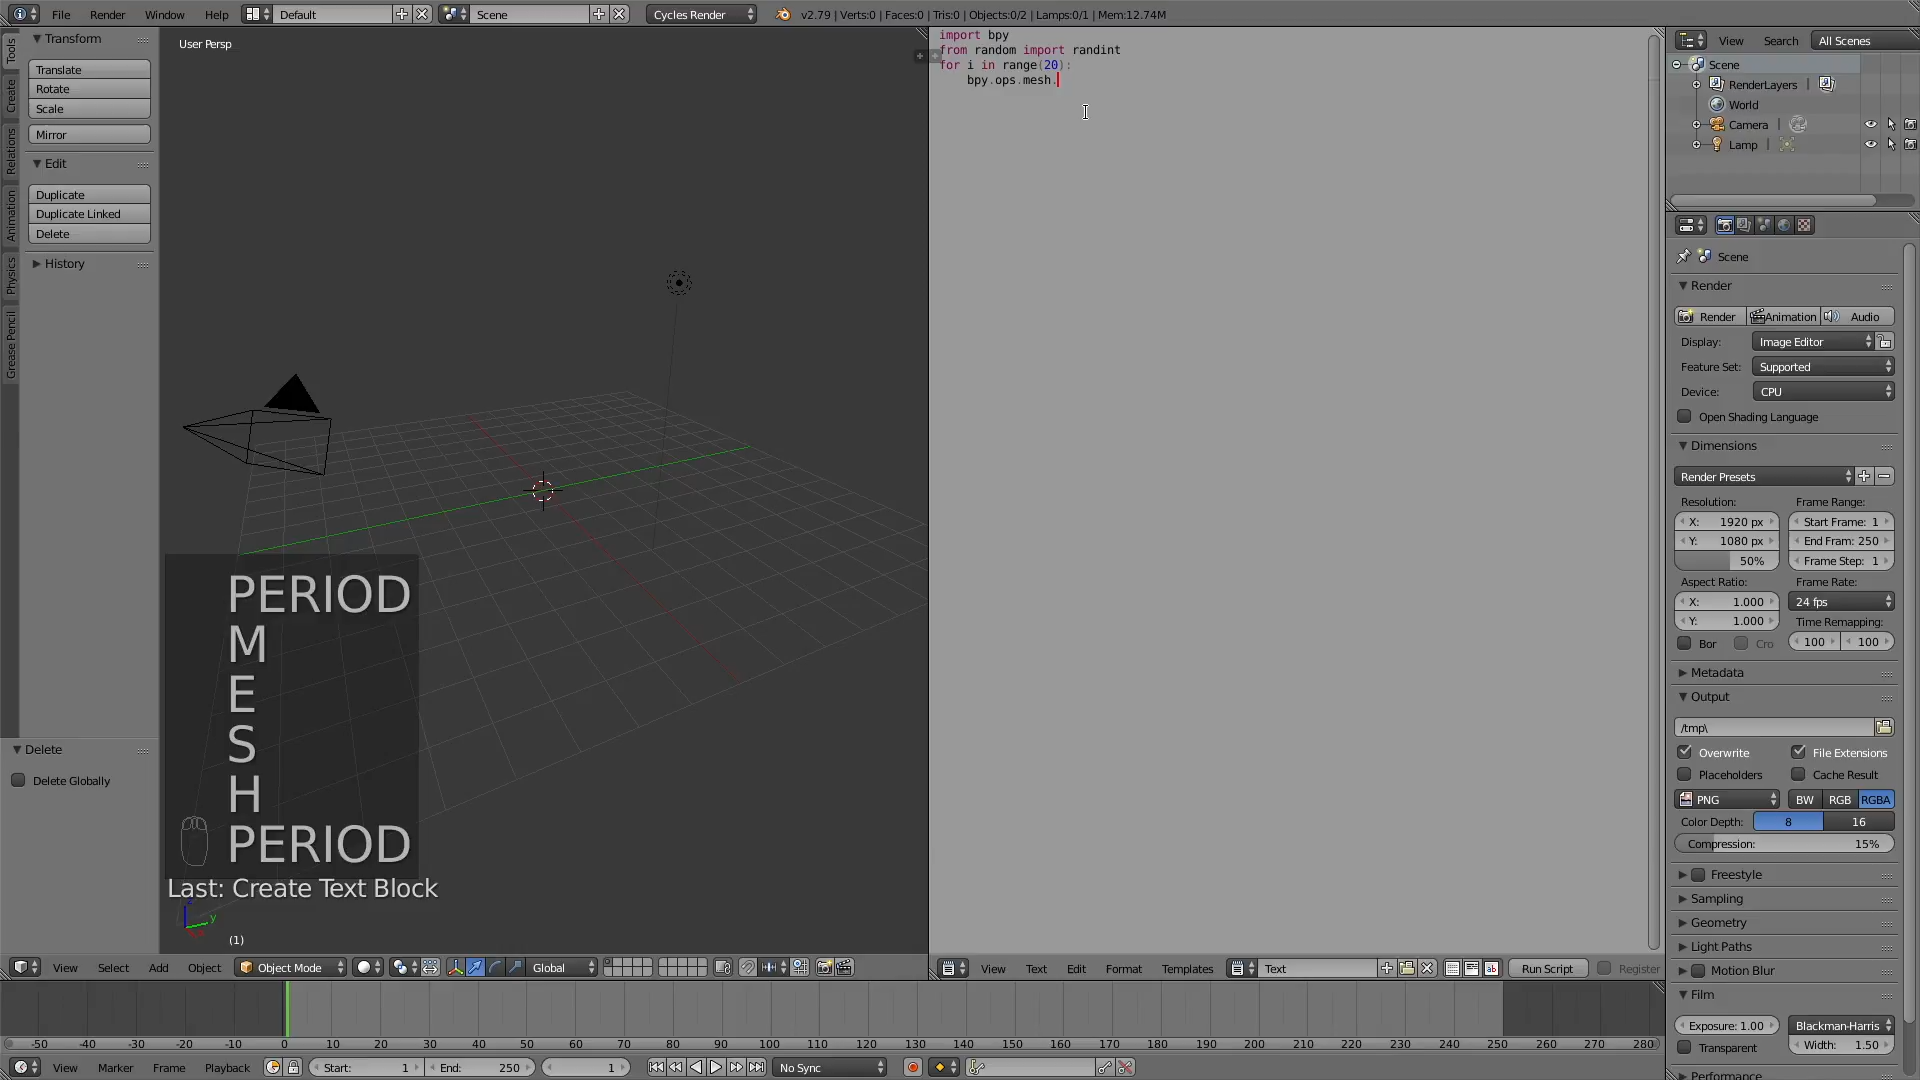 File Render Window Help Default Scene Cycles Render v2.79 | Verts:0 | Faces:0 | Tris:0 | Objects:0/2 | Lamps:0/1 | Mem:12.74M
Tools
Create
Relations
Animation
Physics
Grease Pencil
Transform
Translate
Rotate
Scale
Mirror
Edit
Duplicate
Duplicate Linked
Delete
History
Delete
Delete Globally
User Persp
PERIOD
M
E
S
H
PERIOD
Last: Create Text Block
z
y
(1)
View Select Add Object Object Mode Global
import bpy
from random import randint
for i in range(20):
    bpy.ops.mesh.
View Text Edit Format Templates Text Run Script Register
View Search All Scenes
Scene
RenderLayers |
World
Camera |
Lamp |
Scene
Render
Render Animation Audio
Display: Image Editor
Feature Set: Supported
Device: CPU
Open Shading Language
Dimensions
Render Presets
Resolution: Frame Range:
X: 1920 px Start Frame: 1
Y: 1080 px End Fram: 250
50% Frame Step: 1
Aspect Ratio: Frame Rate:
X: 1.000 24 fps
Y: 1.000 Time Remapping:
Bor Cro 100 100
Metadata
Output
/tmp\
Overwrite File Extensions
Placeholders Cache Result
PNG BW RGB RGBA
Color Depth: 8 16
Compression: 15%
Freestyle
Sampling
Geometry
Light Paths
Motion Blur
Film
Exposure: 1.00 Blackman-Harris
Transparent Width: 1.50
Performance
-50 -40 -30 -20 -10 0 10 20 30 40 50 60 70 80 90 100 110 120 130 140 150 160 170 180 190 200 210 220 230 240 250 260 270 280
View Marker Frame Playback Start: 1 End: 250 1 No Sync